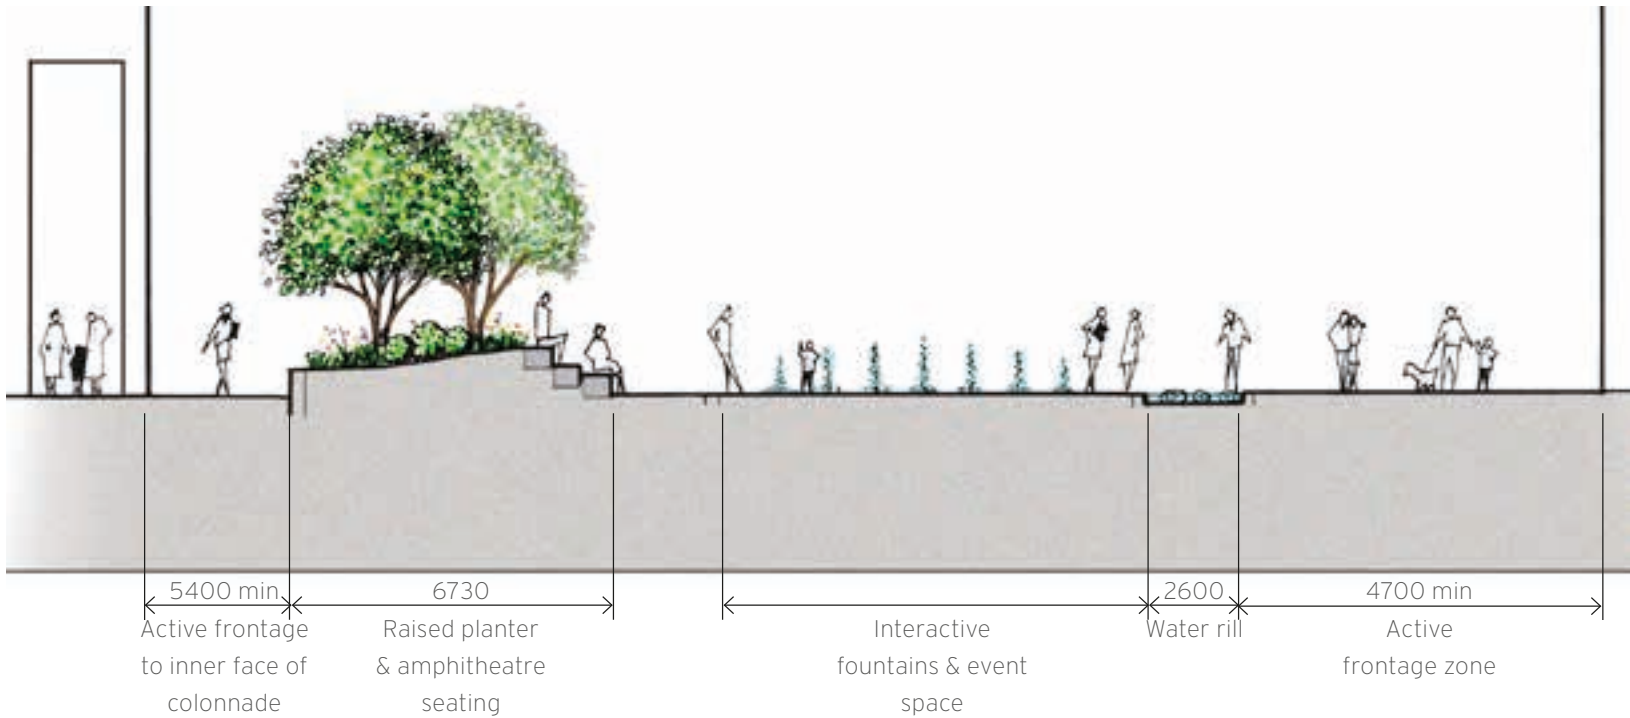 5400 min
Active frontage
to inner face of
colonnade
6730
Raised planter
& amphitheatre
seating
Interactive
fountains & event
space
2600
Water rill
4700 min
Active
frontage zone